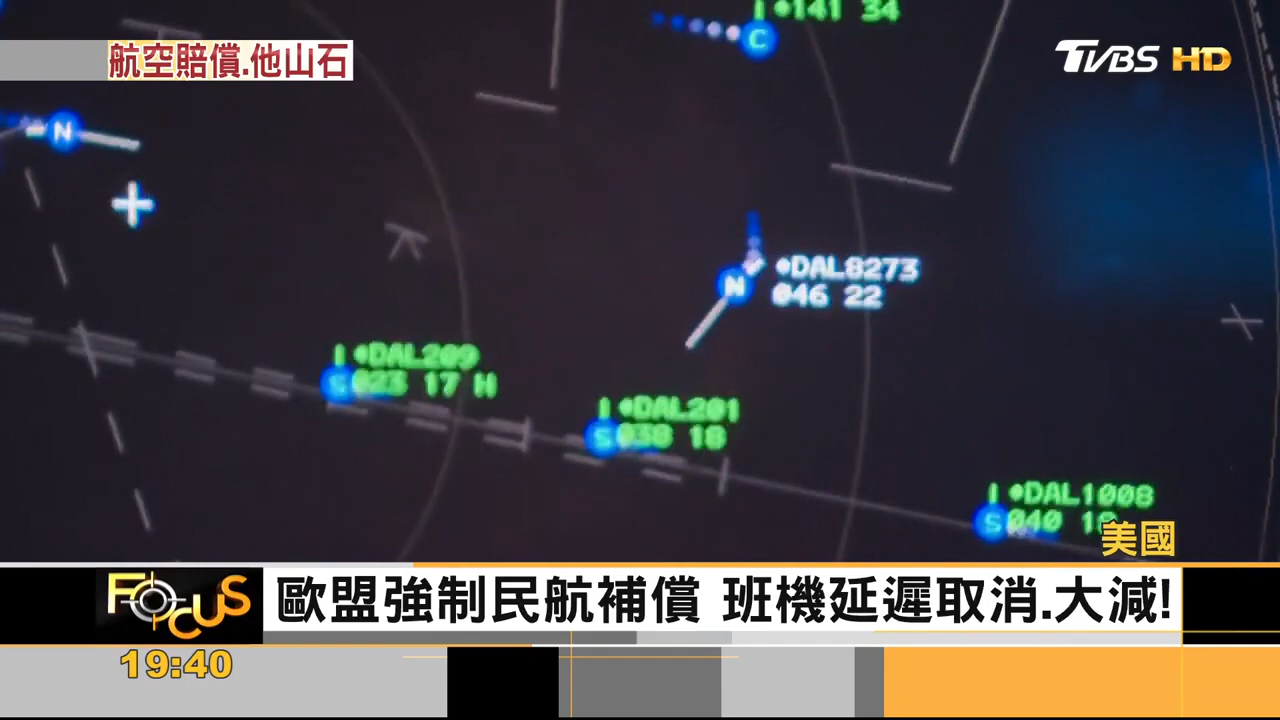 141 34
C
航空賠償.他山石
TVBS HD
N
DAL8273
N
046 22
DAL209
S 023 17 H
DAL201
S 038 18
DAL1008
S 040 18
美國
FOCUS
歐盟強制民航補償 班機延遲取消.大減!
19:40